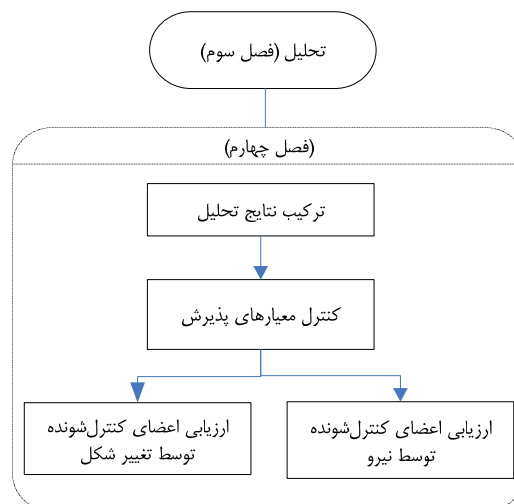 تحلیل (فصل سوم)
(فصل چهارم)
ترکیب نتایج تحلیل
کنترل معیارهای پذیرش
ارزیابی اعضای کنترل‌شونده
توسط نیرو
ارزیابی اعضای کنترل‌شونده
توسط تغییر شکل